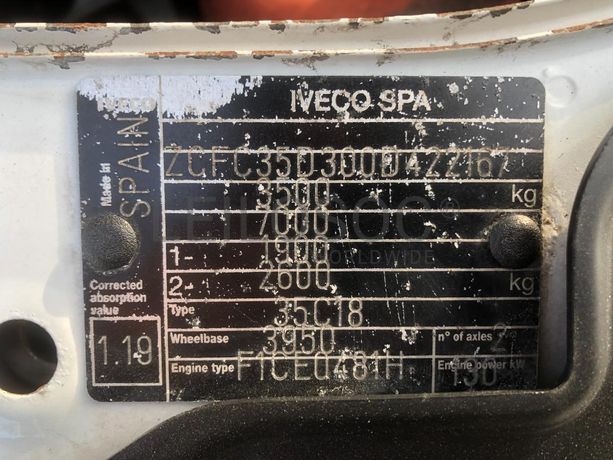 IVECO
IVECO SPA
Made in
SPAIN
ZCFC35D300D422167
3500 kg
7000
1- 1900
2- 2600 kg
Corrected
absorption
value
1.19
Type 35C18
Wheelbase 3950 n° of axles 2
Engine type F1CE0481H Engine power kW 130
WORLDWIDE